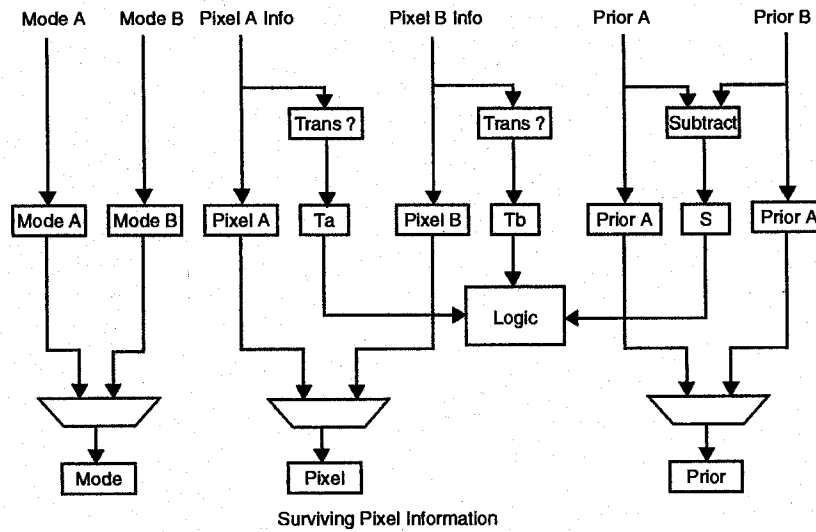 Mode A
Mode B
Pixel A Info
Pixel B Info
Prior A
Prior B
Trans ?
Trans ?
Subtract
Mode A
Mode B
Pixel A
Ta
Pixel B
Tb
Prior A
S
Prior A
Logic
Mode
Pixel
Prior
Surviving Pixel Information